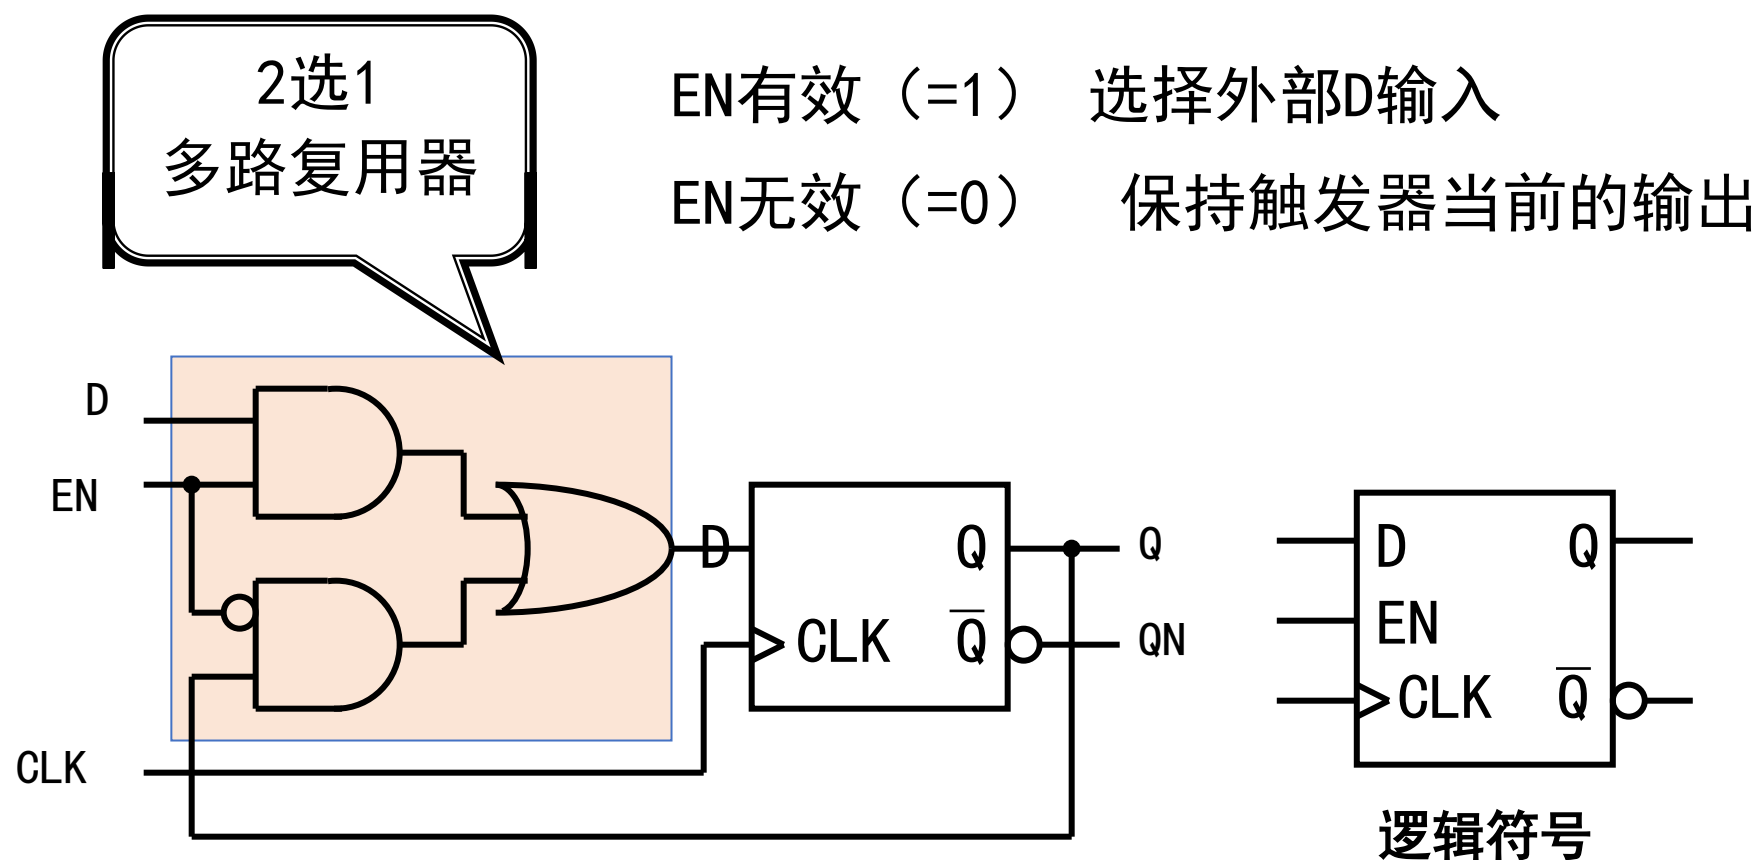 2选1
多路复用器
EN有效（=1） 选择外部D输入
EN无效（=0） 保持触发器当前的输出
D
EN
CLK
D
Q
CLK
Q̅
Q
QN
D
Q
EN
CLK
Q̅
逻辑符号